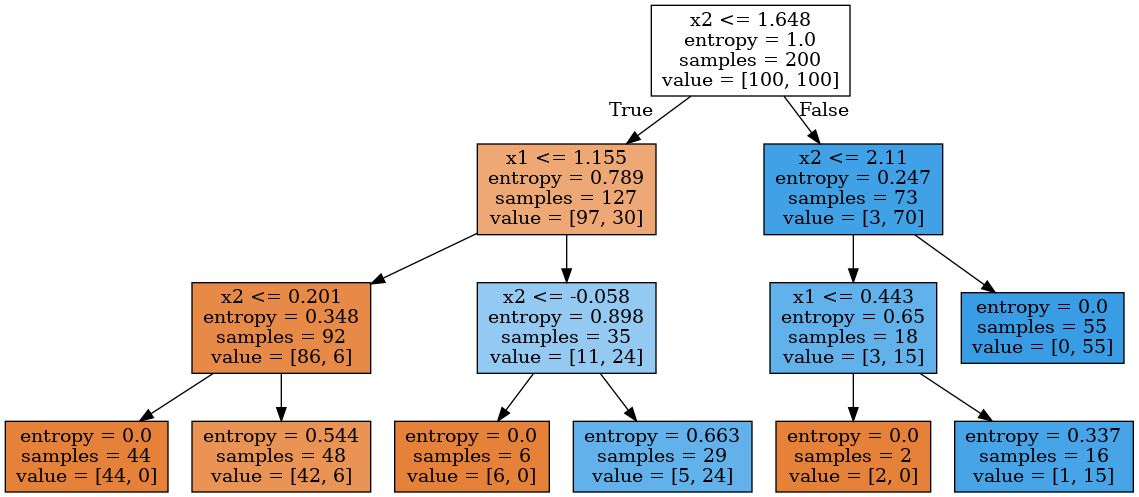 x2 <= 1.648
entropy = 1.0
samples = 200
value = [100, 100]
True
False
x1 <= 1.155
entropy = 0.789
samples = 127
value = [97, 30]
x2 <= 2.11
entropy = 0.247
samples = 73
value = [3, 70]
x2 <= 0.201
entropy = 0.348
samples = 92
value = [86, 6]
x2 <= -0.058
entropy = 0.898
samples = 35
value = [11, 24]
x1 <= 0.443
entropy = 0.65
samples = 18
value = [3, 15]
entropy = 0.0
samples = 55
value = [0, 55]
entropy = 0.0
samples = 44
value = [44, 0]
entropy = 0.544
samples = 48
value = [42, 6]
entropy = 0.0
samples = 6
value = [6, 0]
entropy = 0.663
samples = 29
value = [5, 24]
entropy = 0.0
samples = 2
value = [2, 0]
entropy = 0.337
samples = 16
value = [1, 15]